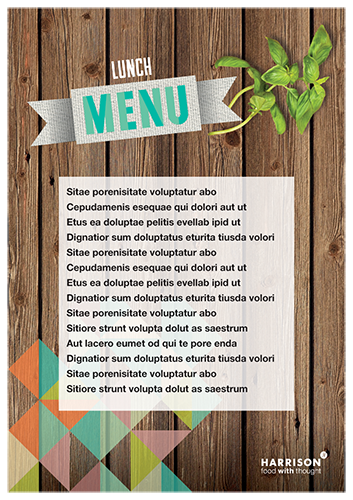 LUNCH
MENU
Sitae porenisitate voluptatur abo
Cepudamenis esequae qui dolori aut ut
Etus ea doluptae pelitis evellab ipid ut
Dignatior sum doluptatus eturita tiusda volori
Sitae porenisitate voluptatur abo
Cepudamenis esequae qui dolori aut ut
Etus ea doluptae pelitis evellab ipid ut
Dignatior sum doluptatus eturita tiusda volori
Sitae porenisitate voluptatur abo
Sitiore strunt volupta dolut as saestrum
Aut lacero eumet od qui te pore enda
Dignatior sum doluptatus eturita tiusda volori
Sitae porenisitate voluptatur abo
Sitiore strunt volupta dolut as saestrum
HARRISON
food with thought